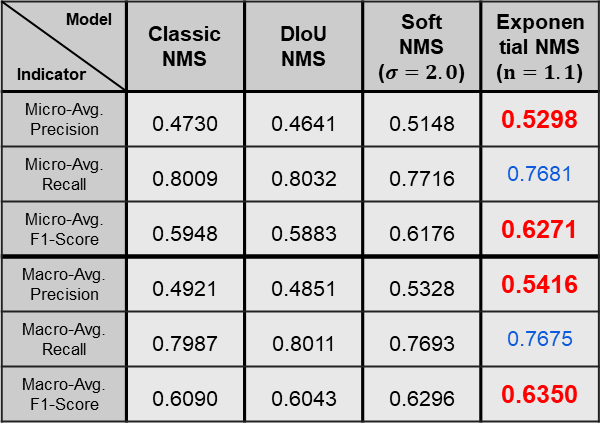 Model
Indicator
Classic
NMS
DIoU
NMS
Soft
NMS
(σ = 2.0)
Exponen
tial NMS
(n = 1.1)
Micro-Avg.
Precision
0.4730
0.4641
0.5148
0.5298
Micro-Avg.
Recall
0.8009
0.8032
0.7716
0.7681
Micro-Avg.
F1-Score
0.5948
0.5883
0.6176
0.6271
Macro-Avg.
Precision
0.4921
0.4851
0.5328
0.5416
Macro-Avg.
Recall
0.7987
0.8011
0.7693
0.7675
Macro-Avg.
F1-Score
0.6090
0.6043
0.6296
0.6350